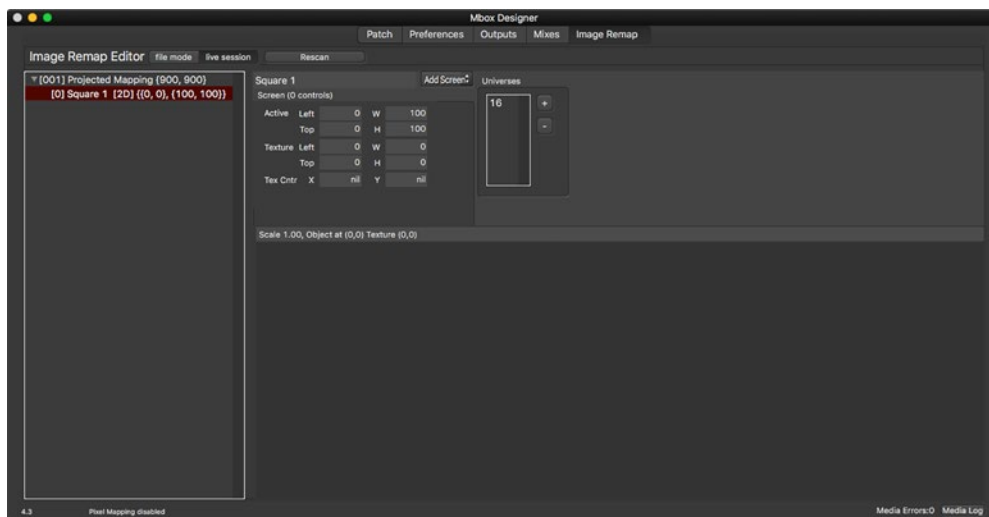 Mbox Designer
Patch Preferences Outputs Mixes Image Remap
Image Remap Editor file mode live session Rescan
[001] Projected Mapping {900, 900}
[0] Square 1 [2D] {{0, 0}, {100, 100}}
Square 1 Add Screen
Screen (0 controls)
Active Left 0 W 100
Top 0 H 100
Texture Left 0 W 0
Top 0 H 0
Tex Cntr X nil Y nil
Universes
16
+
-
Scale 1.00, Object at (0,0) Texture (0,0)
4.3 Pixel Mapping disabled Media Errors:0 Media Log